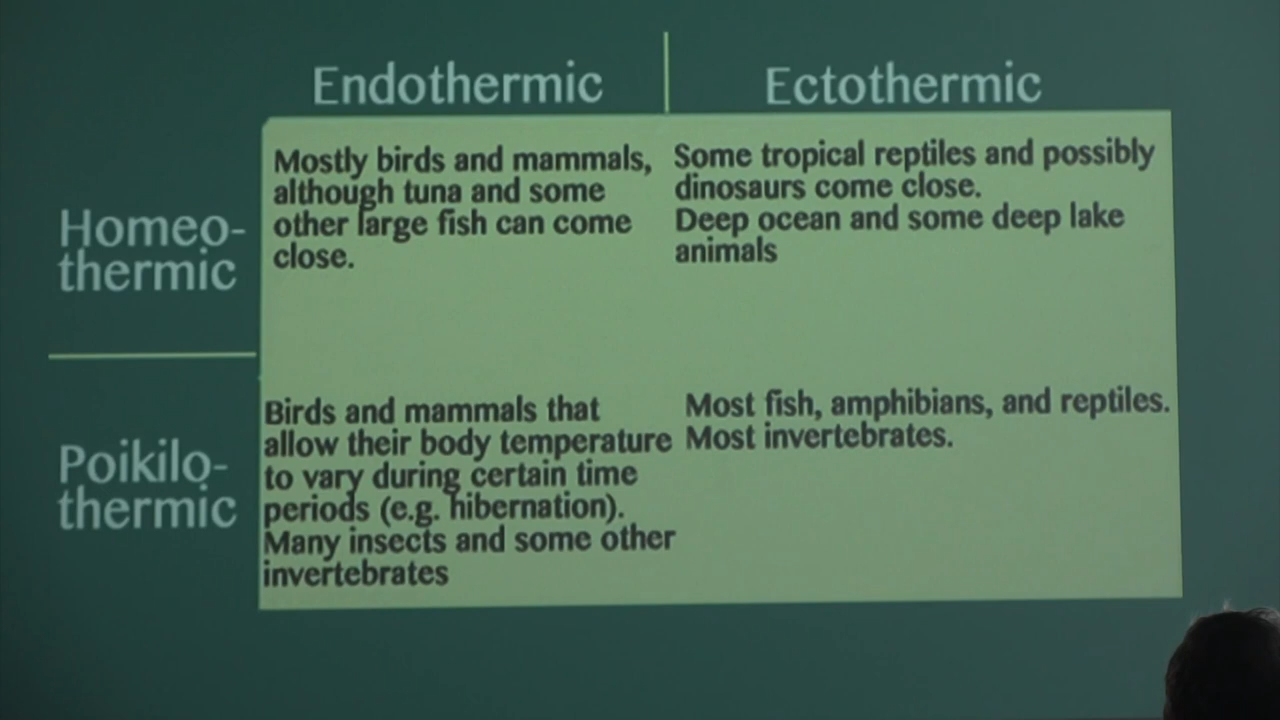 Endothermic
Ectothermic
Homeo-
thermic
Mostly birds and mammals,
although tuna and some
other large fish can come
close.
Some tropical reptiles and possibly
dinosaurs come close.
Deep ocean and some deep lake
animals
Poikilo-
thermic
Birds and mammals that
allow their body temperature
to vary during certain time
periods (e.g. hibernation).
Many insects and some other
invertebrates
Most fish, amphibians, and reptiles.
Most invertebrates.